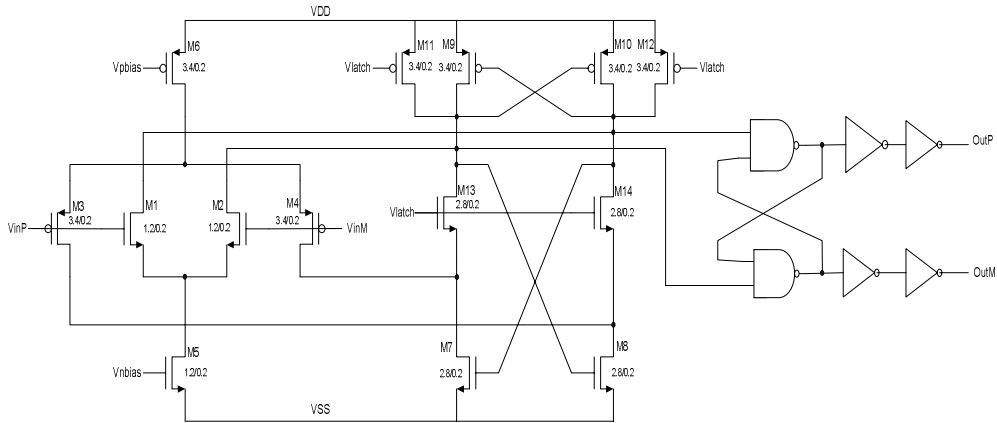 VDD
M6
M11
M9
M10
M12
Vpbias
3.4/0.2
Vlatch
3.4/0.2
3.4/0.2
3.4/0.2
3.4/0.2
Vlatch
OutP
M3
M1
M2
M4
M13
M14
3.4/0.2
1.2/0.2
1.2/0.2
3.4/0.2
2.8/0.2
2.8/0.2
VinP
VinM
Vlatch
OutM
M5
M7
M8
Vnbias
1.2/0.2
2.8/0.2
2.8/0.2
VSS